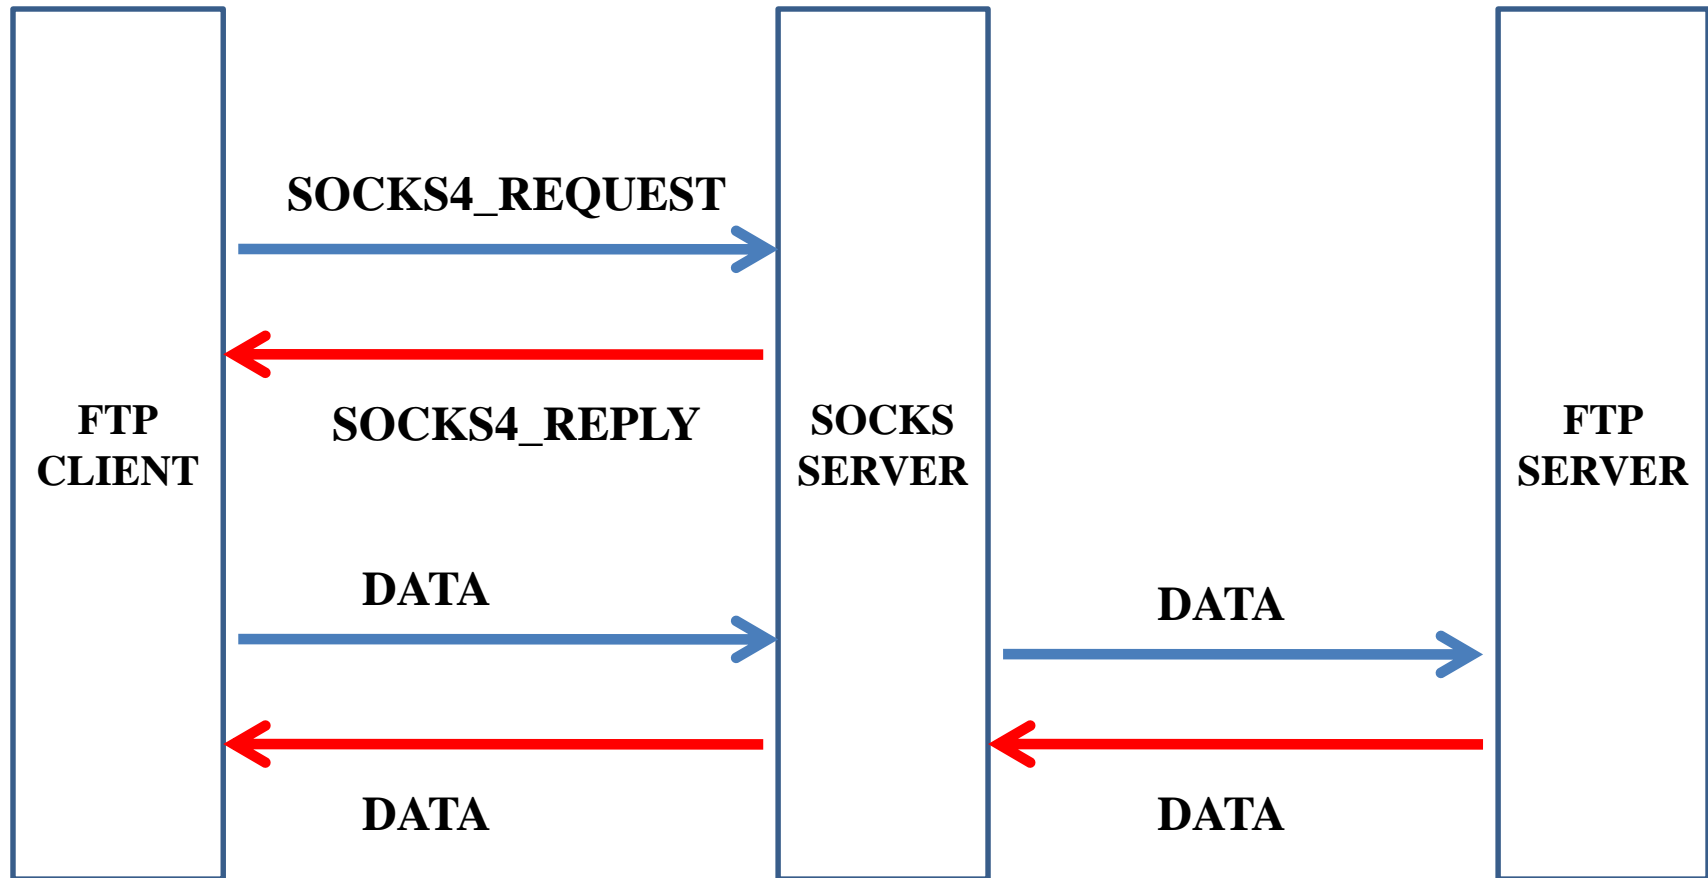 SOCKS4_REQUEST
SOCKS4_REPLY
FTP
CLIENT
SOCKS
SERVER
FTP
SERVER
DATA
DATA
DATA
DATA